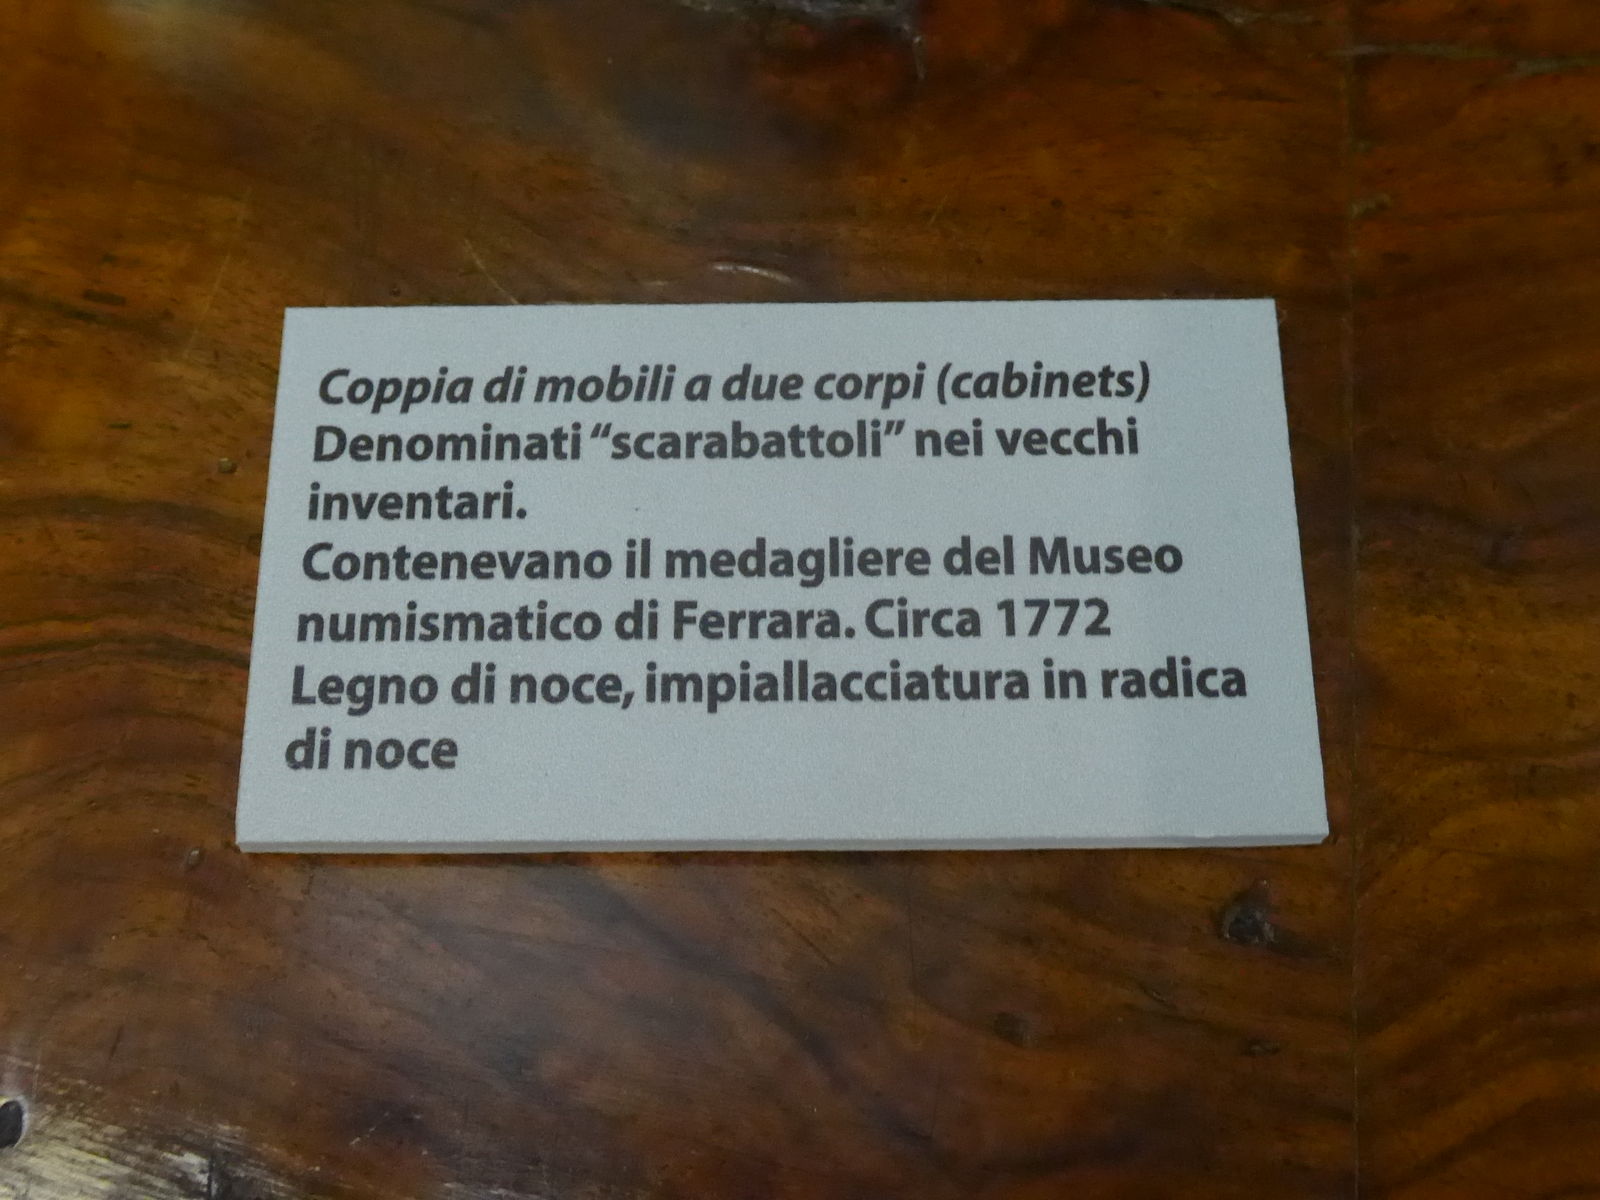 Coppia di mobili a due corpi (cabinets)
Denominati “scarabattoli” nei vecchi
inventari.
Contenevano il medagliere del Museo
numismatico di Ferrara. Circa 1772
Legno di noce, impiallacciatura in radica
di noce